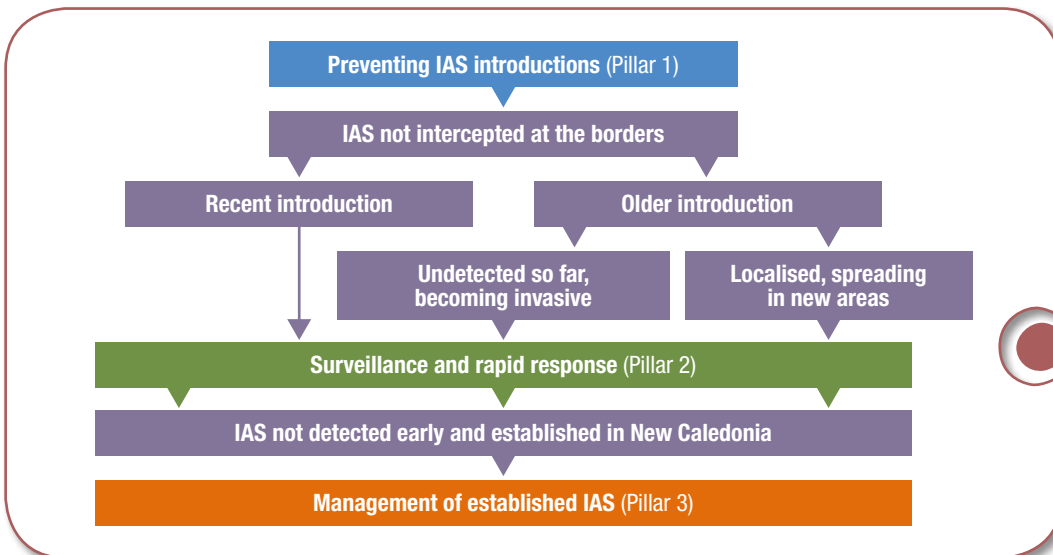 Preventing IAS introductions (Pillar 1)
IAS not intercepted at the borders
Recent introduction
Older introduction
Undetected so far,
becoming invasive
Localised, spreading
in new areas
Surveillance and rapid response (Pillar 2)
IAS not detected early and established in New Caledonia
Management of established IAS (Pillar 3)